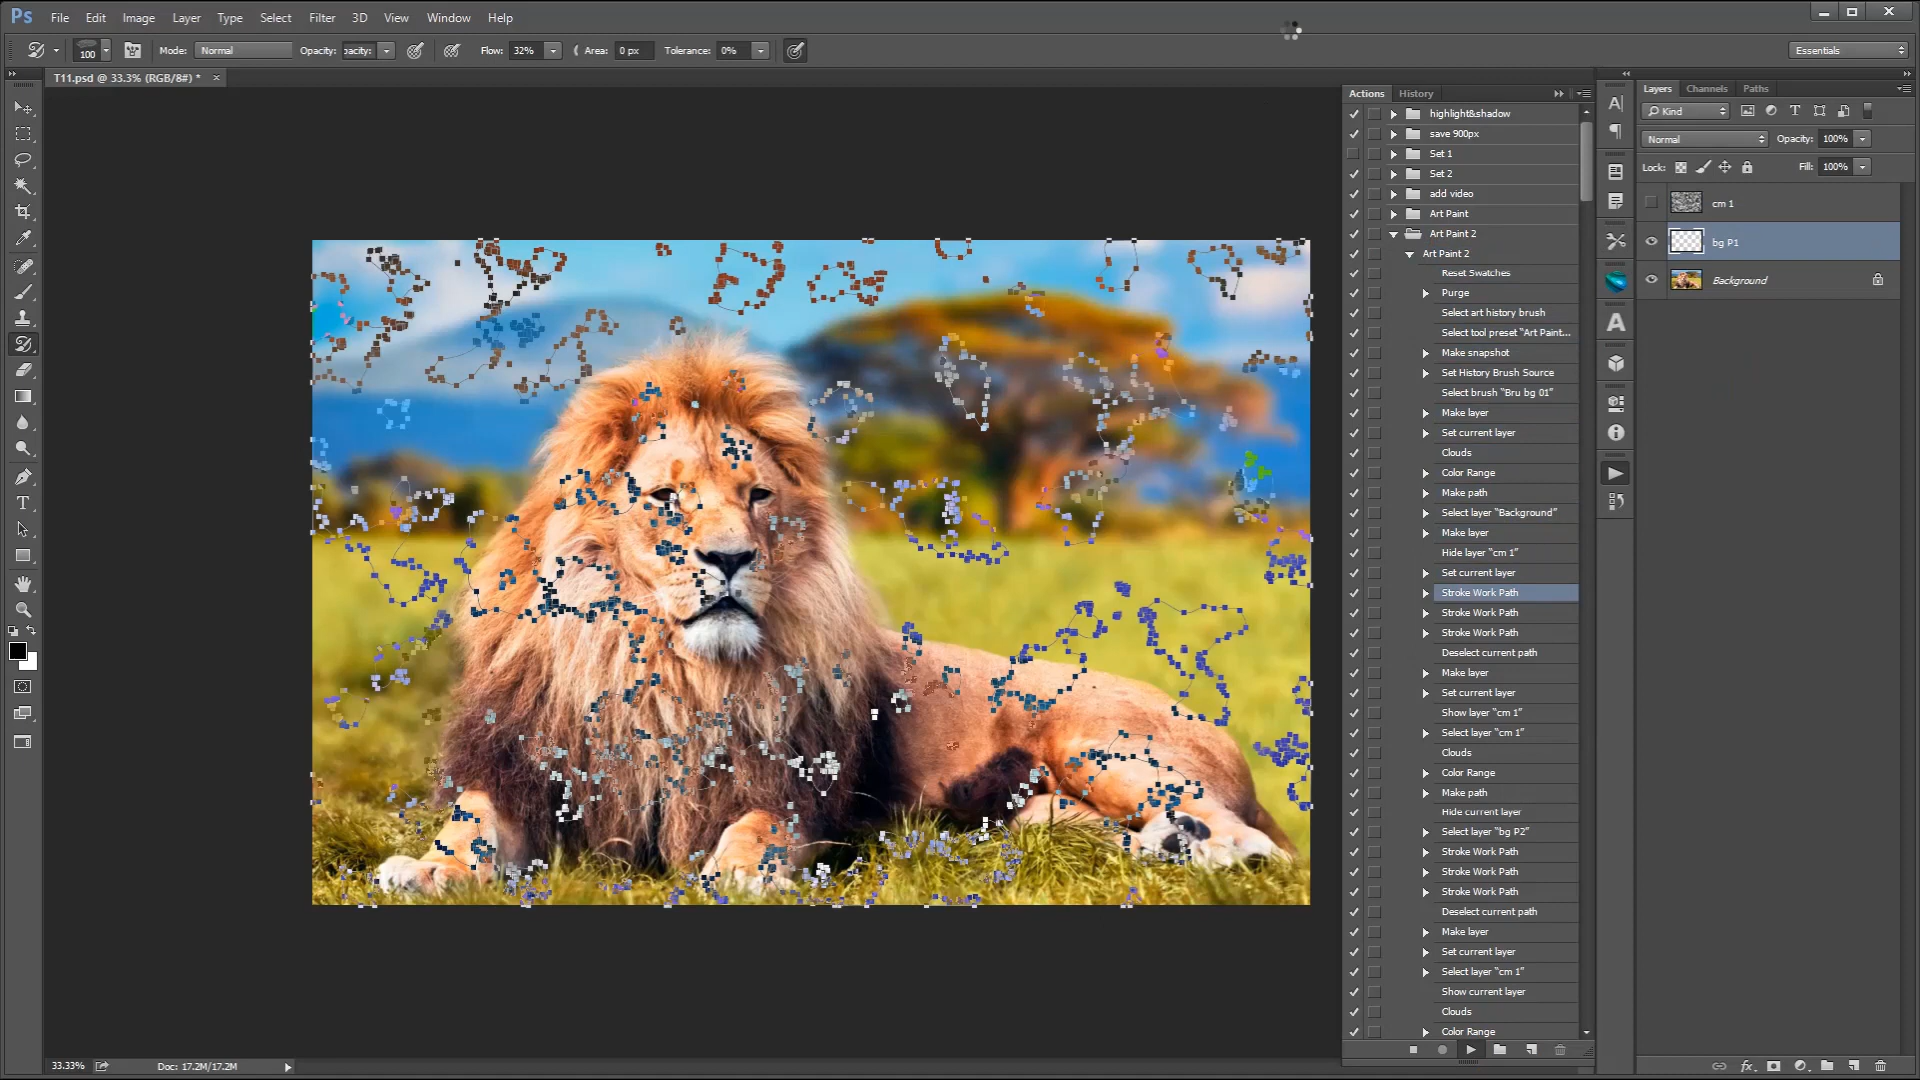 Ps File Edit Image Layer Type Select Filter 3D View Window Help
100 Mode: Normal Opacity: pacity: Flow: 32% Area: 0 px Tolerance: 0% Essentials
T11.psd @ 33.3% (RGB/8#) * ×
Actions History
highlight&shadow
save 900px
Set 1
Set 2
add video
Art Paint
Art Paint 2
Art Paint 2
Reset Swatches
Purge
Select art history brush
Select tool preset "Art Paint...
Make snapshot
Set History Brush Source
Select brush "Bru bg 01"
Make layer
Set current layer
Clouds
Color Range
Make path
Select layer "Background"
Make layer
Hide layer "cm 1"
Set current layer
Stroke Work Path
Stroke Work Path
Stroke Work Path
Deselect current path
Make layer
Set current layer
Show layer "cm 1"
Select layer "cm 1"
Clouds
Color Range
Make path
Hide current layer
Select layer "bg P2"
Stroke Work Path
Stroke Work Path
Stroke Work Path
Deselect current path
Make layer
Set current layer
Select layer "cm 1"
Show current layer
Clouds
Color Range
Layers Channels Paths
Kind
Normal Opacity: 100%
Lock: Fill: 100%
cm 1
bg P1
Background
33.33% Doc: 17.2M/17.2M